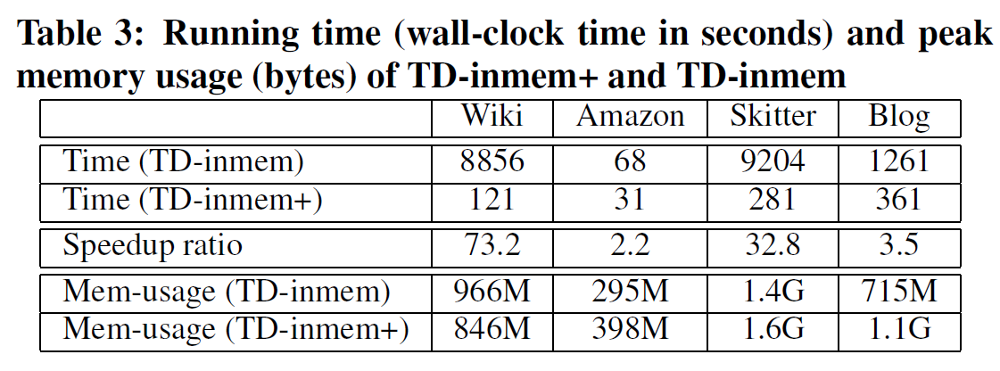 Table 3: Running time (wall-clock time in seconds) and peak
memory usage (bytes) of TD-inmem+ and TD-inmem
Wiki Amazon Skitter Blog
Time (TD-inmem) 8856 68 9204 1261
Time (TD-inmem+) 121 31 281 361
Speedup ratio 73.2 2.2 32.8 3.5
Mem-usage (TD-inmem) 966M 295M 1.4G 715M
Mem-usage (TD-inmem+) 846M 398M 1.6G 1.1G